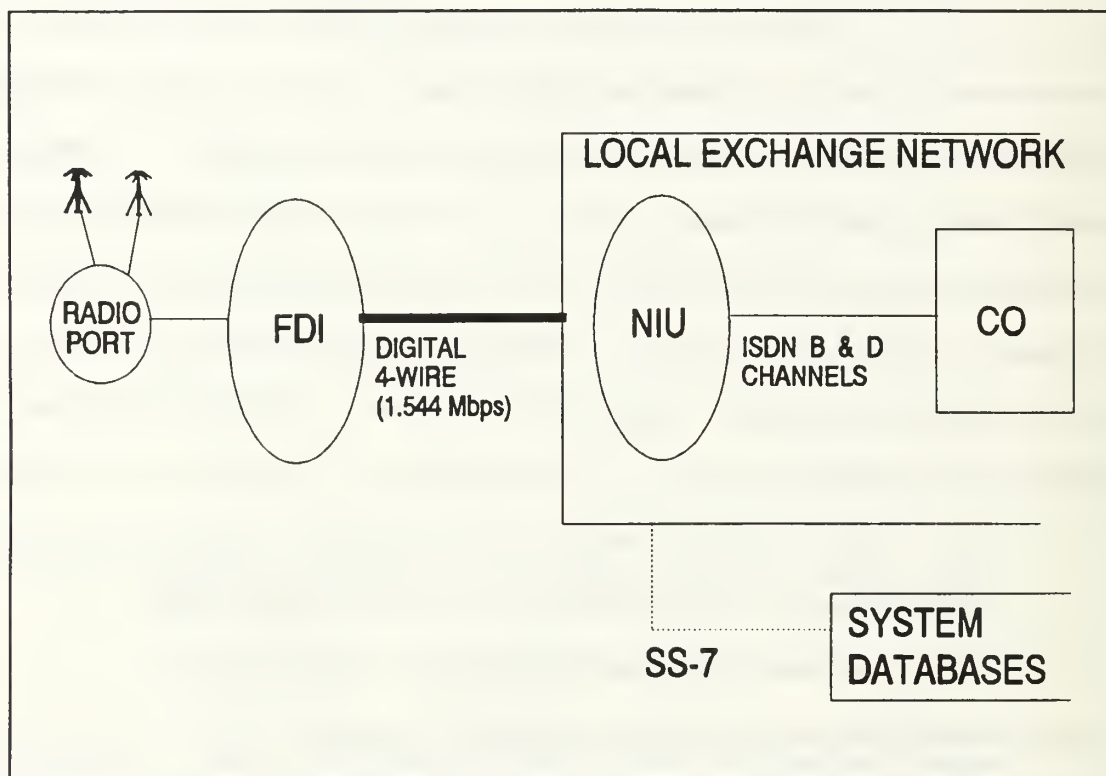 LOCAL EXCHANGE NETWORK
RADIO
PORT
FDI
DIGITAL
4-WIRE
(1.544 Mbps)
NIU
ISDN B & D
CHANNELS
CO
SS-7
SYSTEM
DATABASES